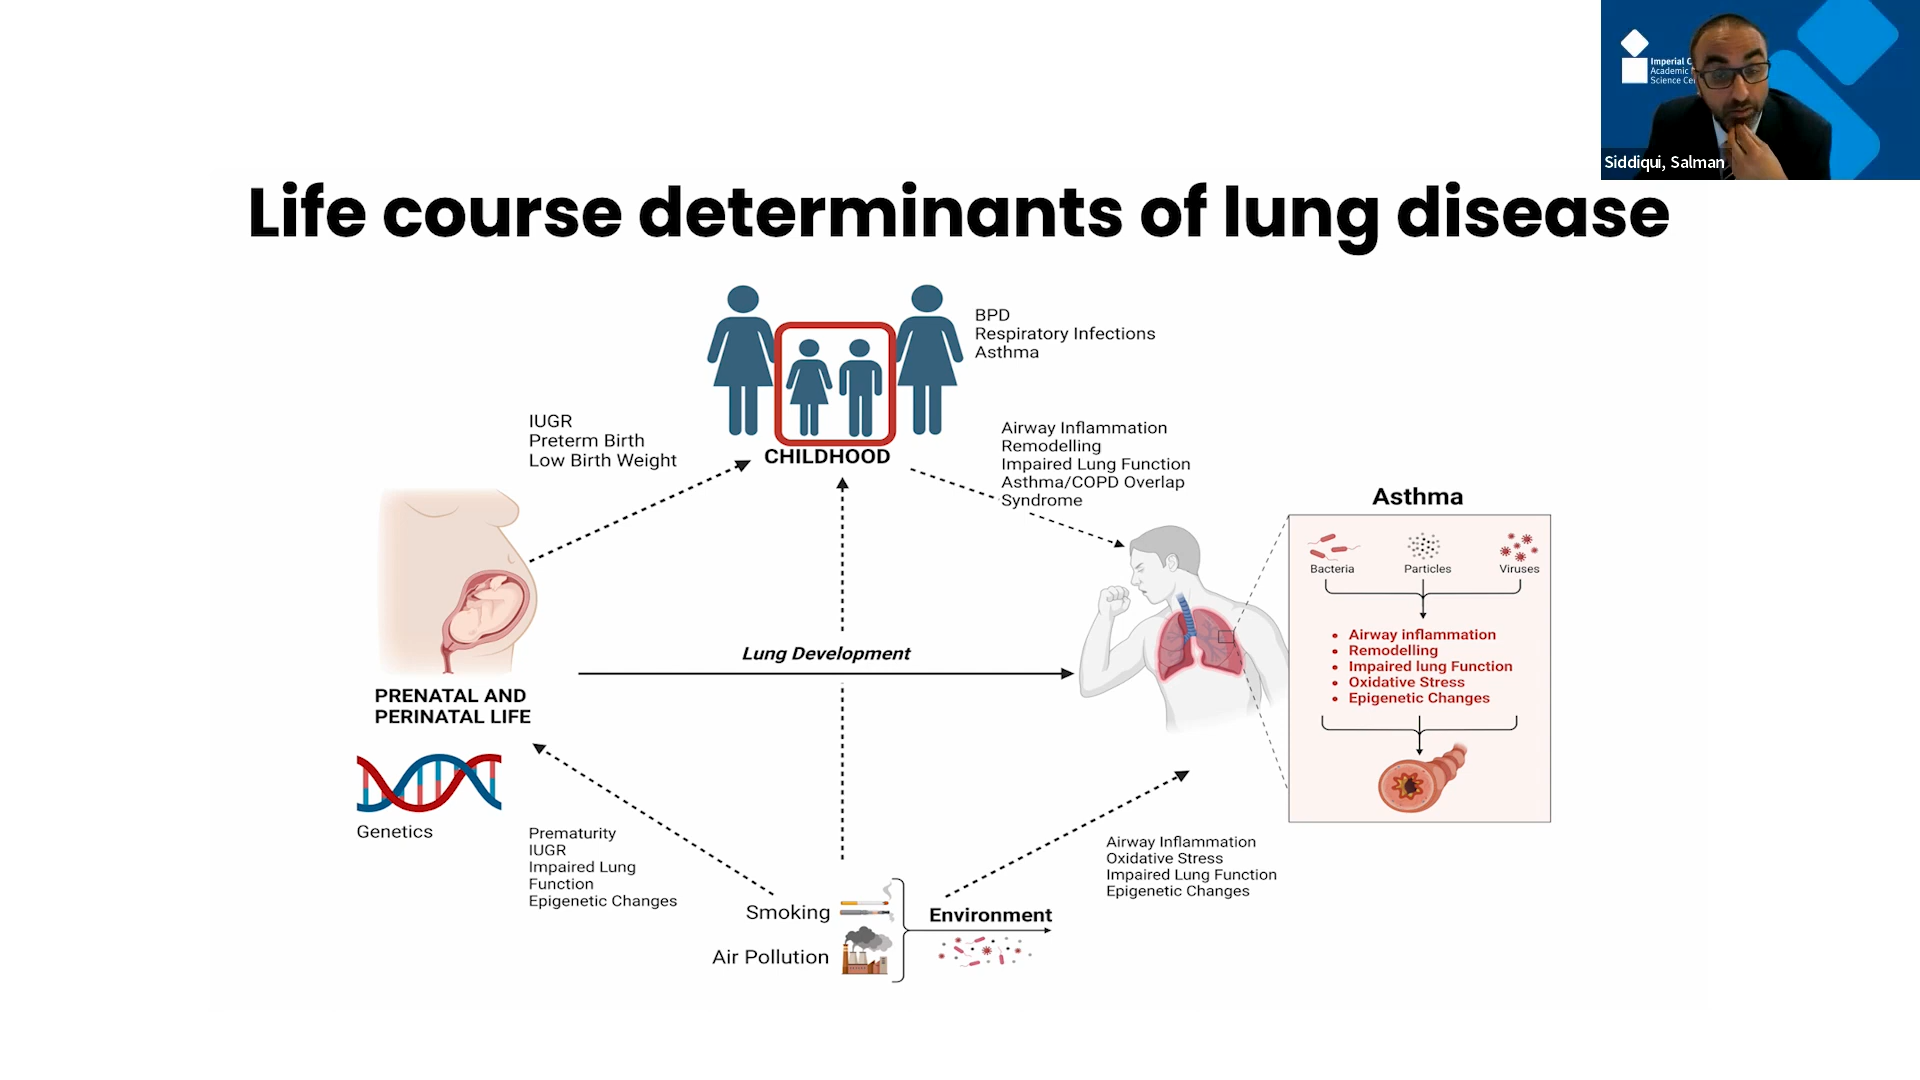 Imperial
Academic
Science
Siddiqui, Salman
Life course determinants of lung disease
BPD
Respiratory Infections
Asthma
IUGR
Preterm Birth
Low Birth Weight
CHILDHOOD
Airway Inflammation
Remodelling
Impaired Lung Function
Asthma/COPD Overlap
Syndrome
Asthma
Bacteria
Particles
Viruses
• Airway inflammation
• Remodelling
• Impaired lung Function
• Oxidative Stress
• Epigenetic Changes
Lung Development
PRENATAL AND
PERINATAL LIFE
Genetics
Prematurity
IUGR
Impaired Lung
Function
Epigenetic Changes
Airway Inflammation
Oxidative Stress
Impaired Lung Function
Epigenetic Changes
Smoking
Air Pollution
Environment